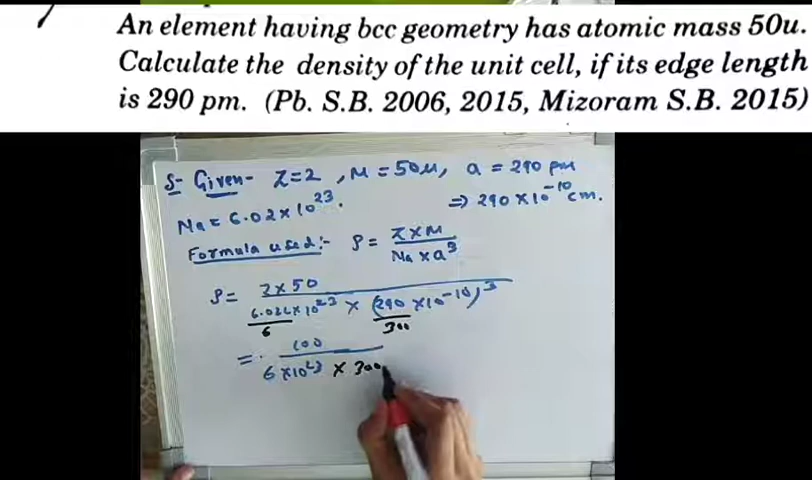 An element having bcc geometry has atomic mass 50u.
Calculate the density of the unit cell, if its edge length
is 290 pm. (Pb. S.B. 2006, 2015, Mizoram S.B. 2015)
S- Given- Z=2 , M = 50u, a = 290 pm
Na = 6.02 × 10²³. ⇒ 290 × 10⁻¹⁰ cm.
Formula used:- ρ = Z × M / Na × a³
ρ = 2 × 50 / 6.022 × 10²³ × (290 × 10⁻¹⁰)³
6 300
= 100 / 6 × 10²³ × 300